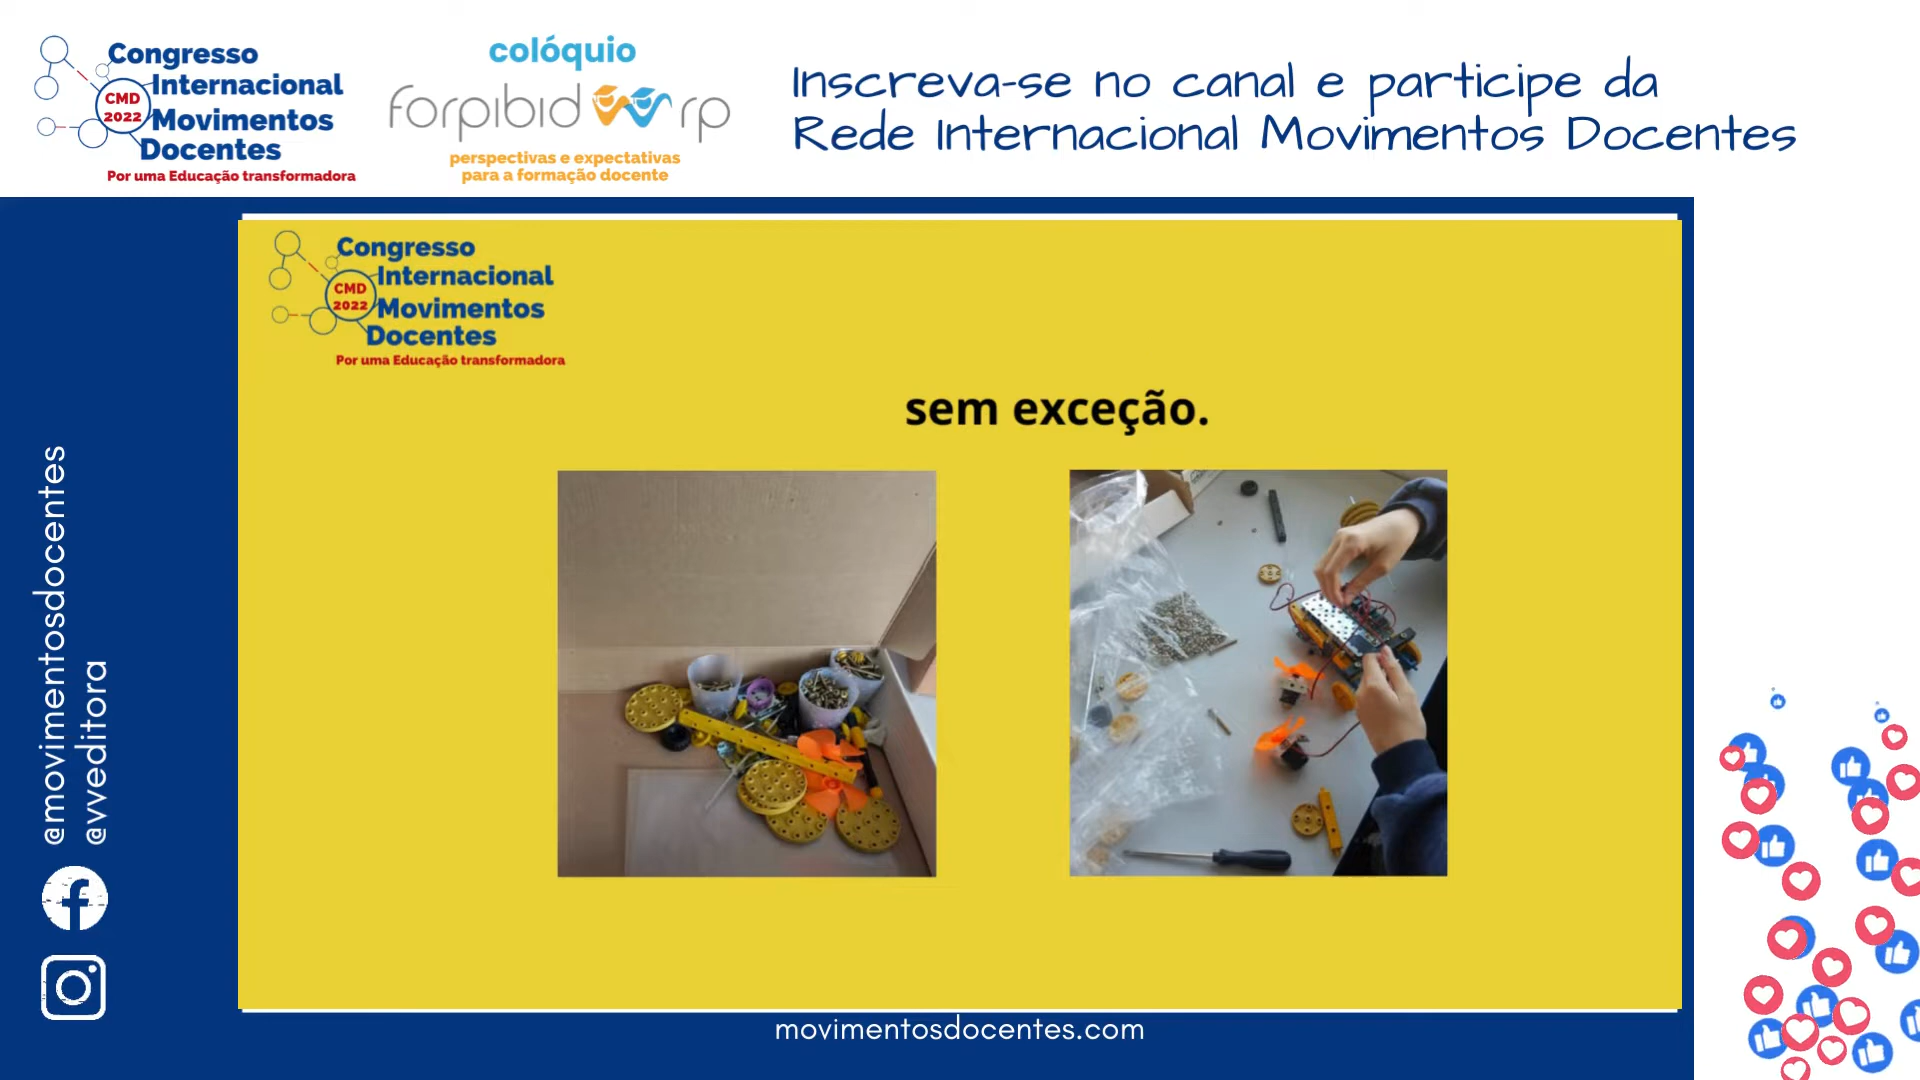 Congresso
Internacional
CMD
2022
Movimentos
Docentes
Por uma Educação transformadora
colóquio
forpibid rp
perspectivas e expectativas
para a formação docente
Inscreva-se no canal e participe da
Rede Internacional Movimentos Docentes
Congresso
Internacional
CMD
2022
Movimentos
Docentes
Por uma Educação transformadora
sem exceção.
@movimentosdocentes
@vveditora
movimentosdocentes.com